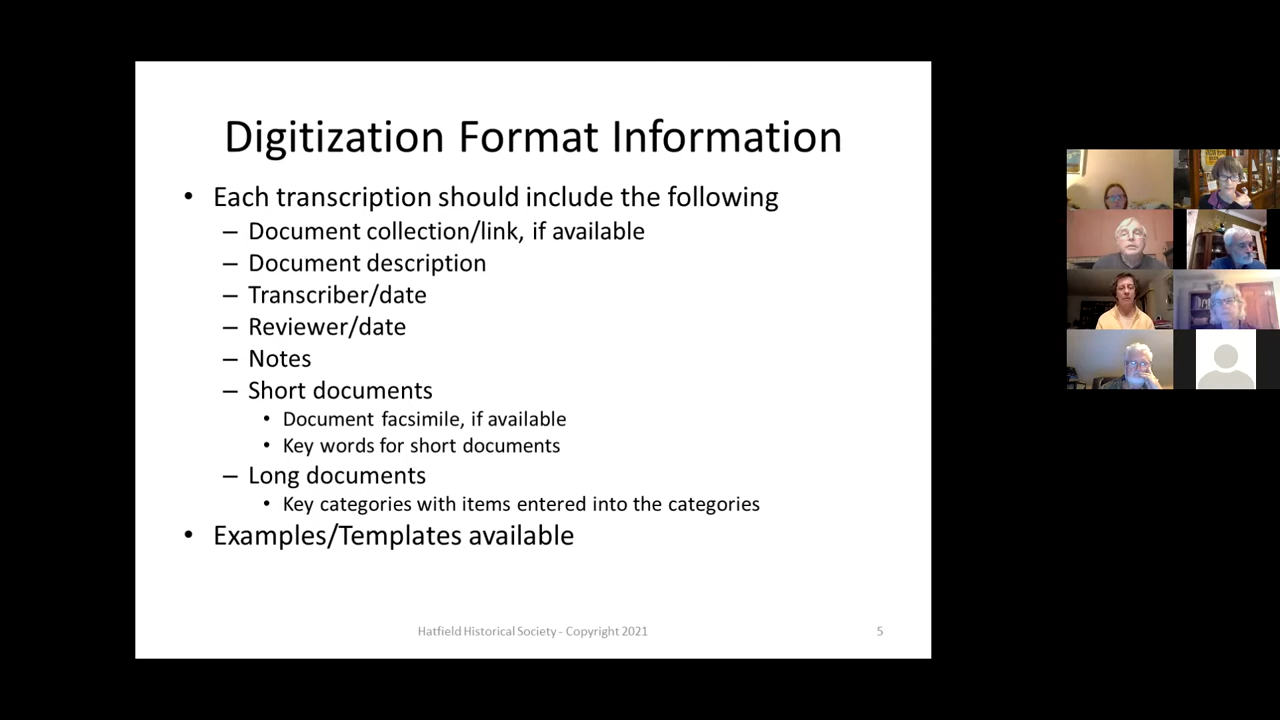 Digitization Format Information
• Each transcription should include the following
– Document collection/link, if available
– Document description
– Transcriber/date
– Reviewer/date
– Notes
– Short documents
• Document facsimile, if available
• Key words for short documents
– Long documents
• Key categories with items entered into the categories
• Examples/Templates available
Hatfield Historical Society - Copyright 2021
5